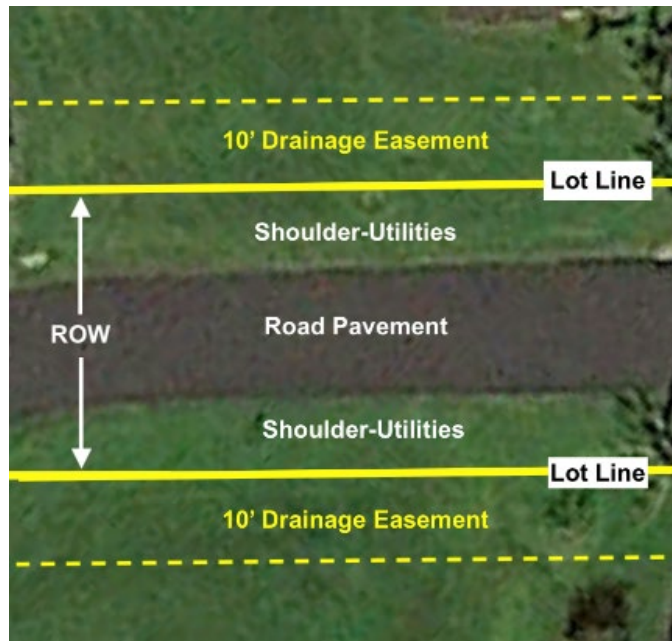 10’ Drainage Easement
Lot Line
Shoulder-Utilities
ROW
Road Pavement
Shoulder-Utilities
Lot Line
10’ Drainage Easement